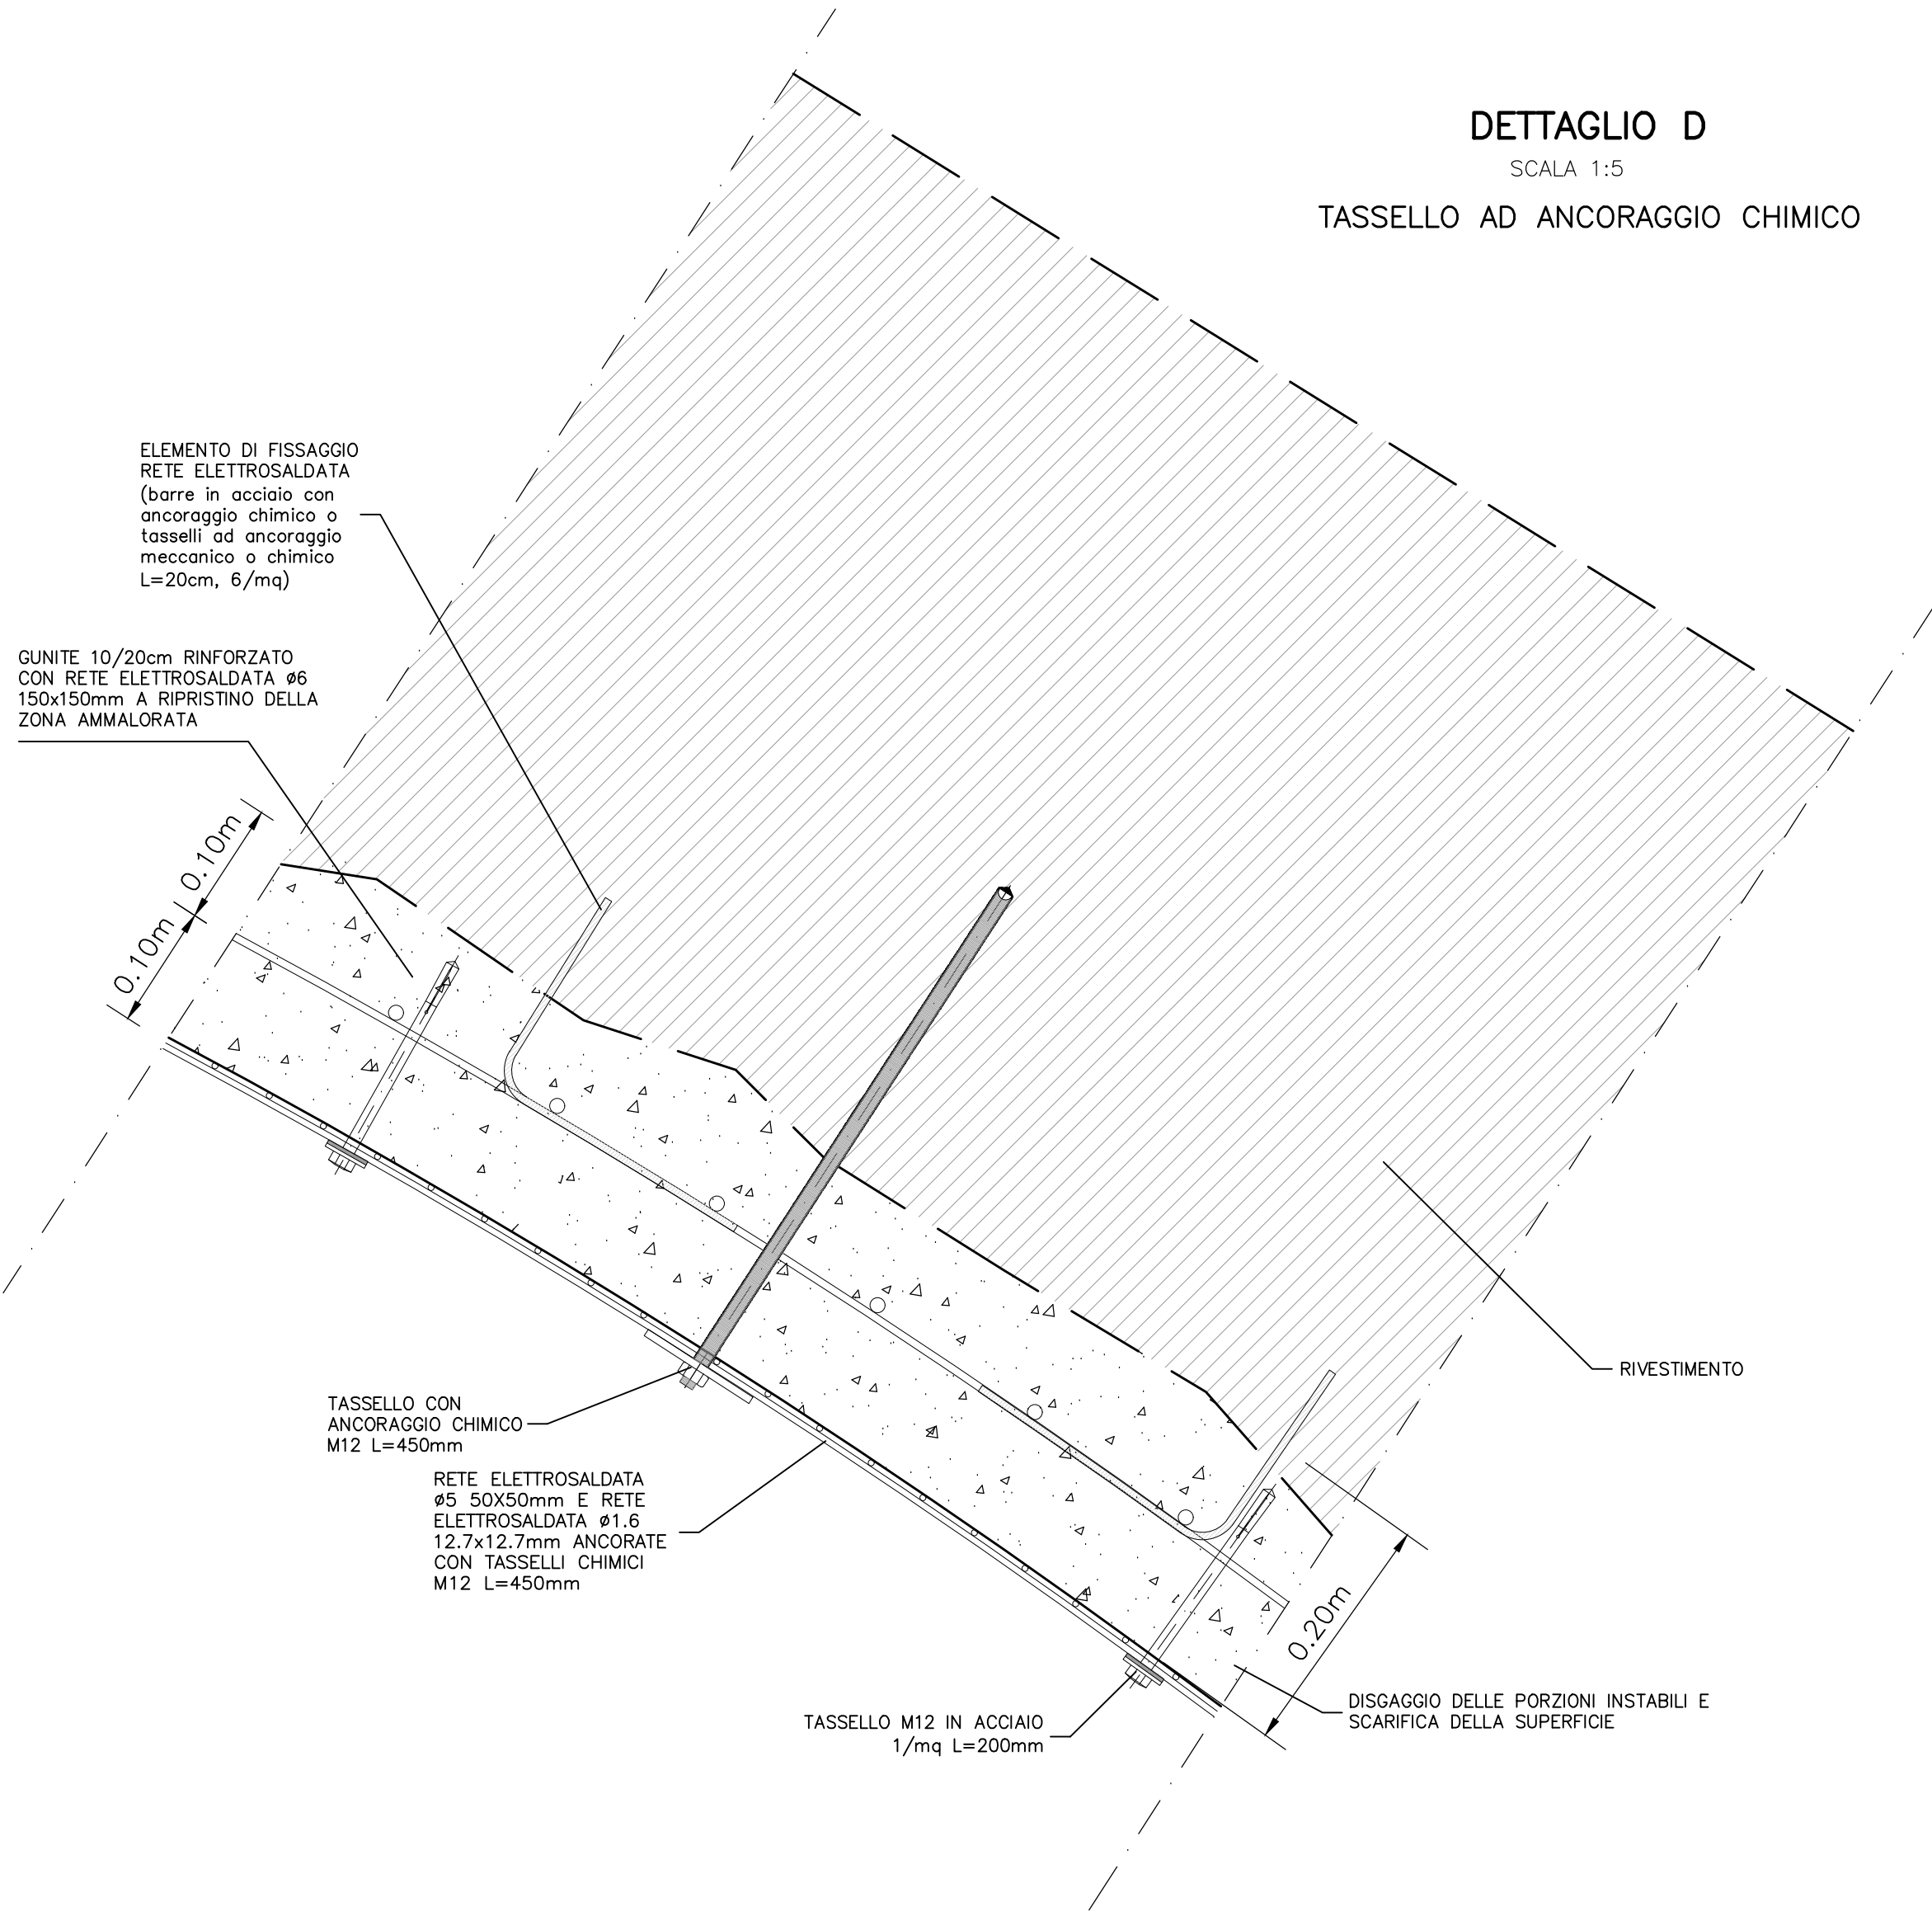 DETTAGLIO D
SCALA 1:5
TASSELLO AD ANCORAGGIO CHIMICO
ELEMENTO DI FISSAGGIO
RETE ELETTROSALDATA
(barre in acciaio con
ancoraggio chimico o
tasselli ad ancoraggio
meccanico o chimico
L=20cm, 6/mq)
GUNITE 10/20cm RINFORZATO
CON RETE ELETTROSALDATA ø6
150x150mm A RIPRISTINO DELLA
ZONA AMMALORATA
0.10m
0.10m
RIVESTIMENTO
TASSELLO CON
ANCORAGGIO CHIMICO
M12 L=450mm
RETE ELETTROSALDATA
ø5 50X50mm E RETE
ELETTROSALDATA ø1.6
12.7x12.7mm ANCORATE
CON TASSELLI CHIMICI
M12 L=450mm
0.20m
TASSELLO M12 IN ACCIAIO
1/mq L=200mm
DISGAGGIO DELLE PORZIONI INSTABILI E
SCARIFICA DELLA SUPERFICIE